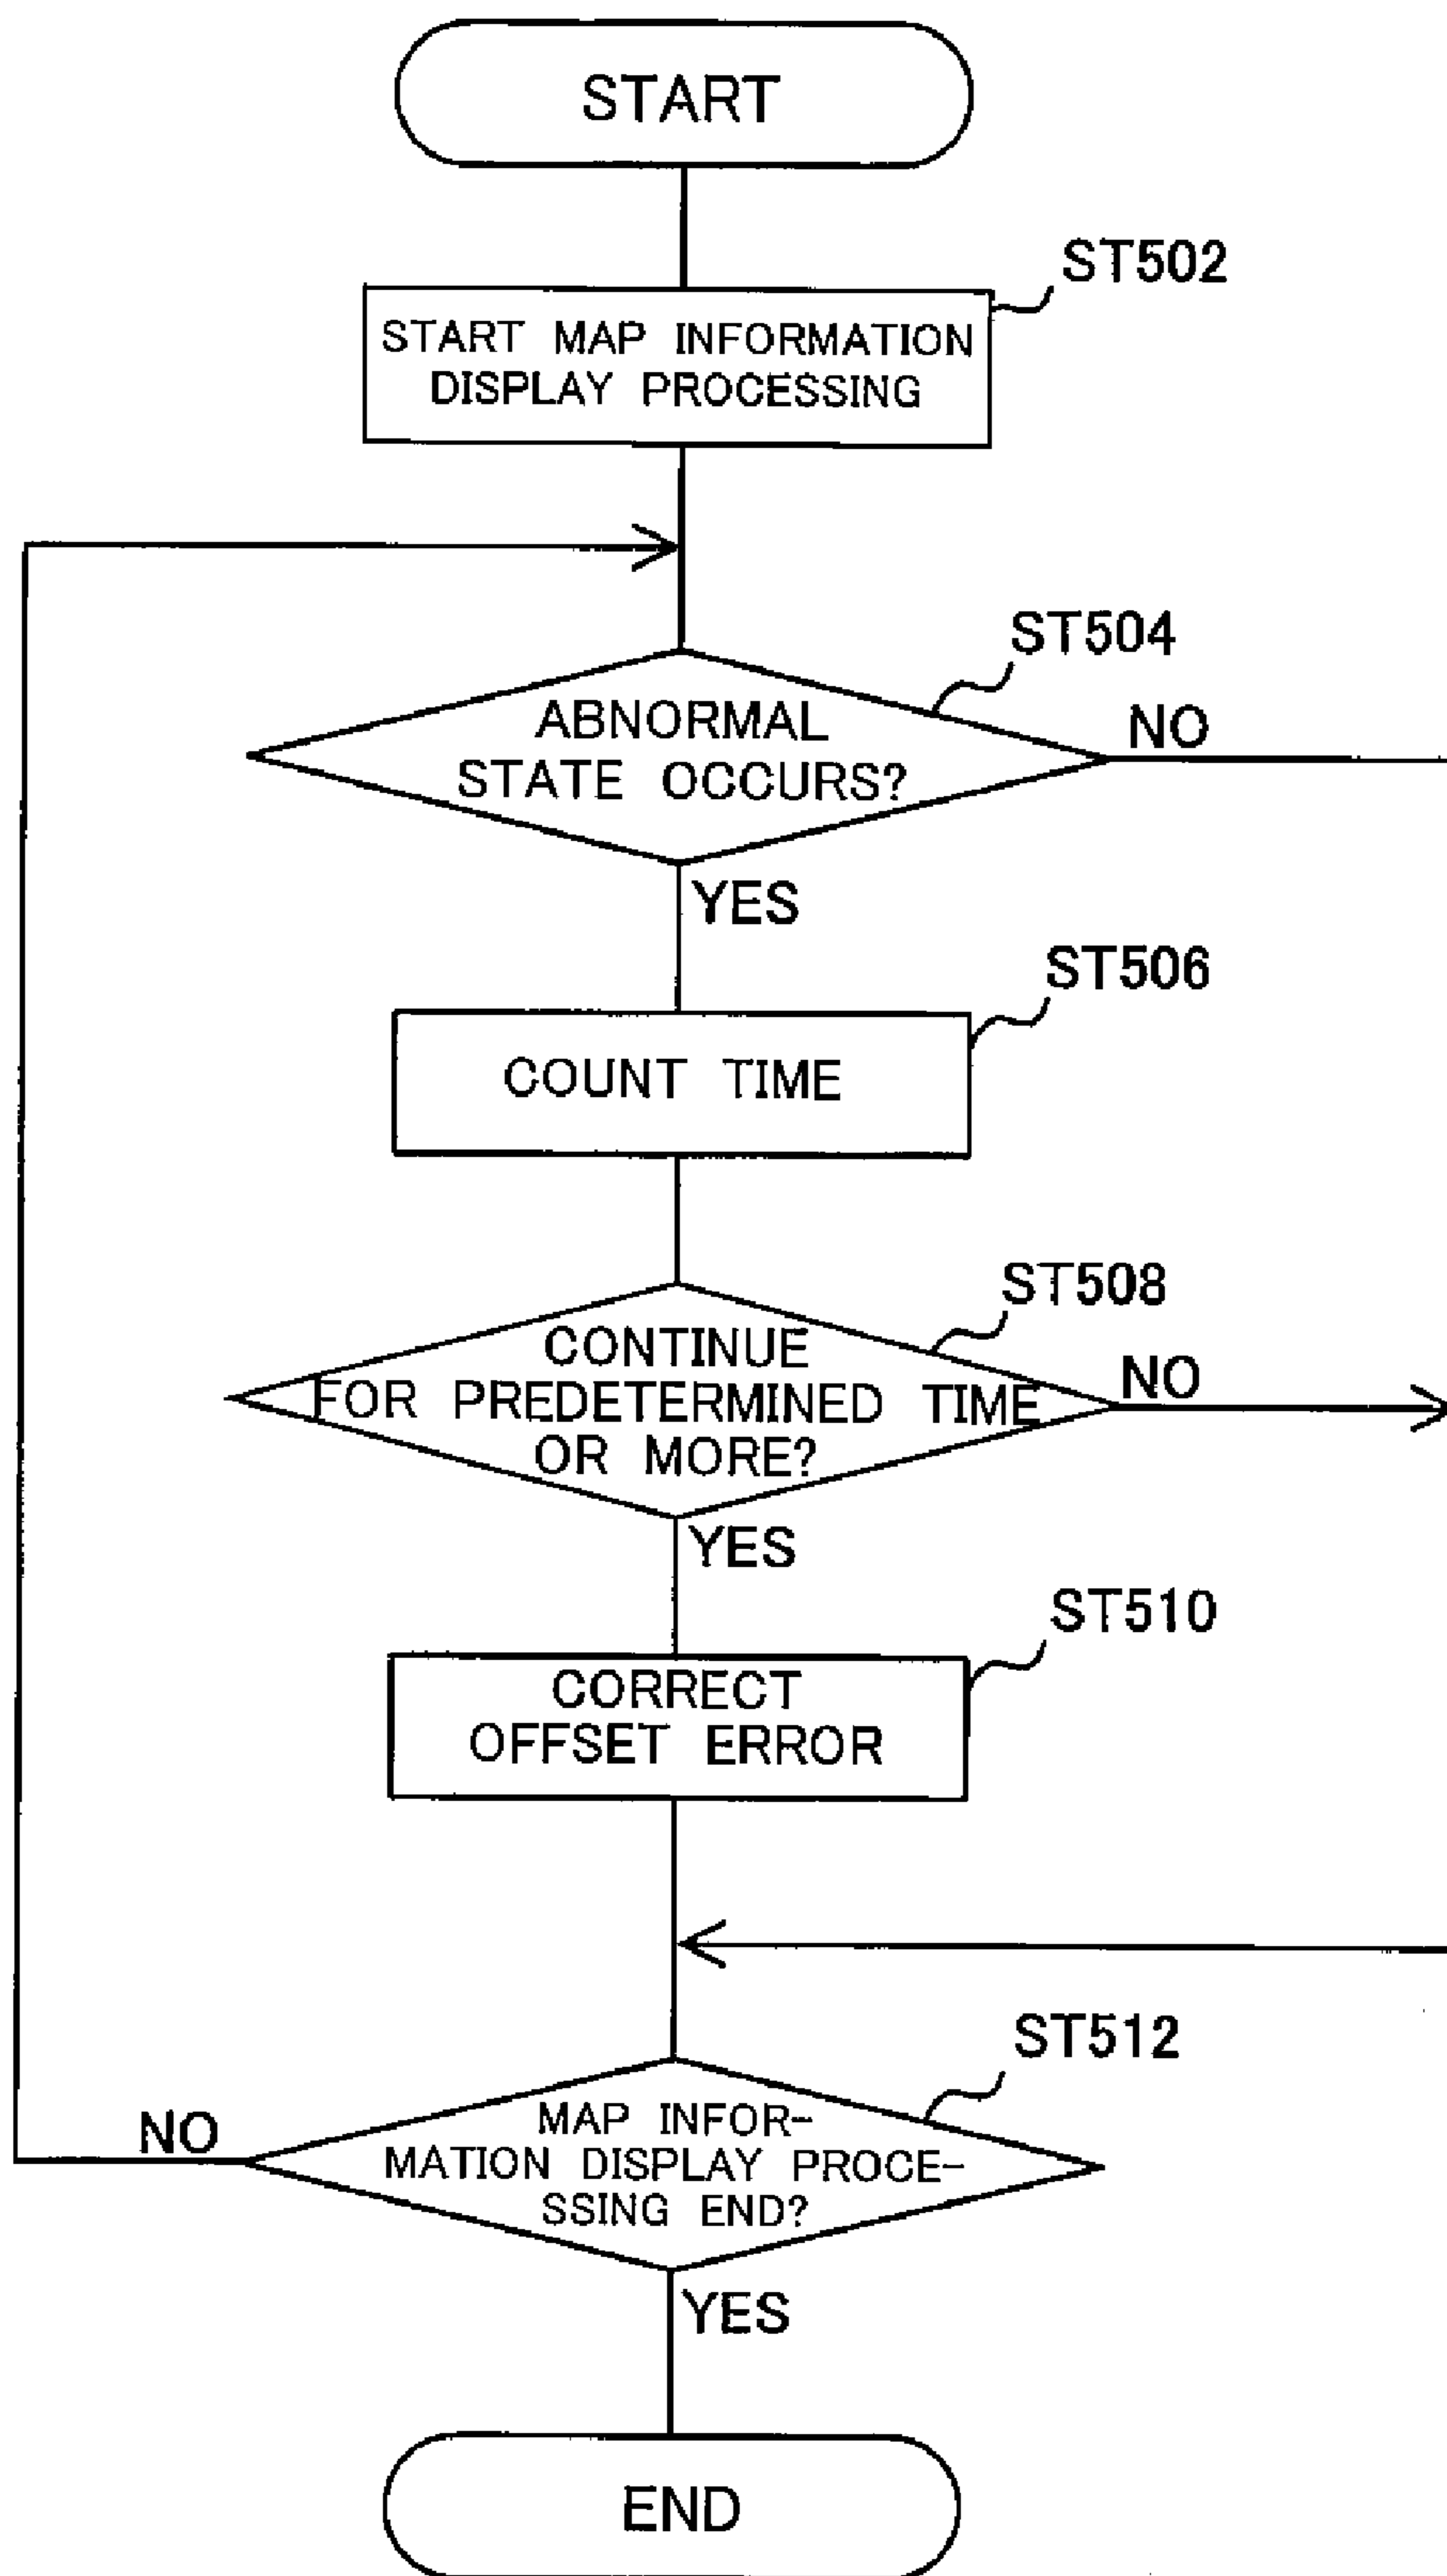 START
ST502
START MAP INFORMATION
DISPLAY PROCESSING
ST504
ABNORMAL
STATE OCCURS?
NO
YES
ST506
COUNT TIME
ST508
CONTINUE
FOR PREDETERMINED TIME
OR MORE?
NO
YES
ST510
CORRECT
OFFSET ERROR
ST512
MAP INFOR-
MATION DISPLAY PROCE-
SSING END?
NO
YES
END